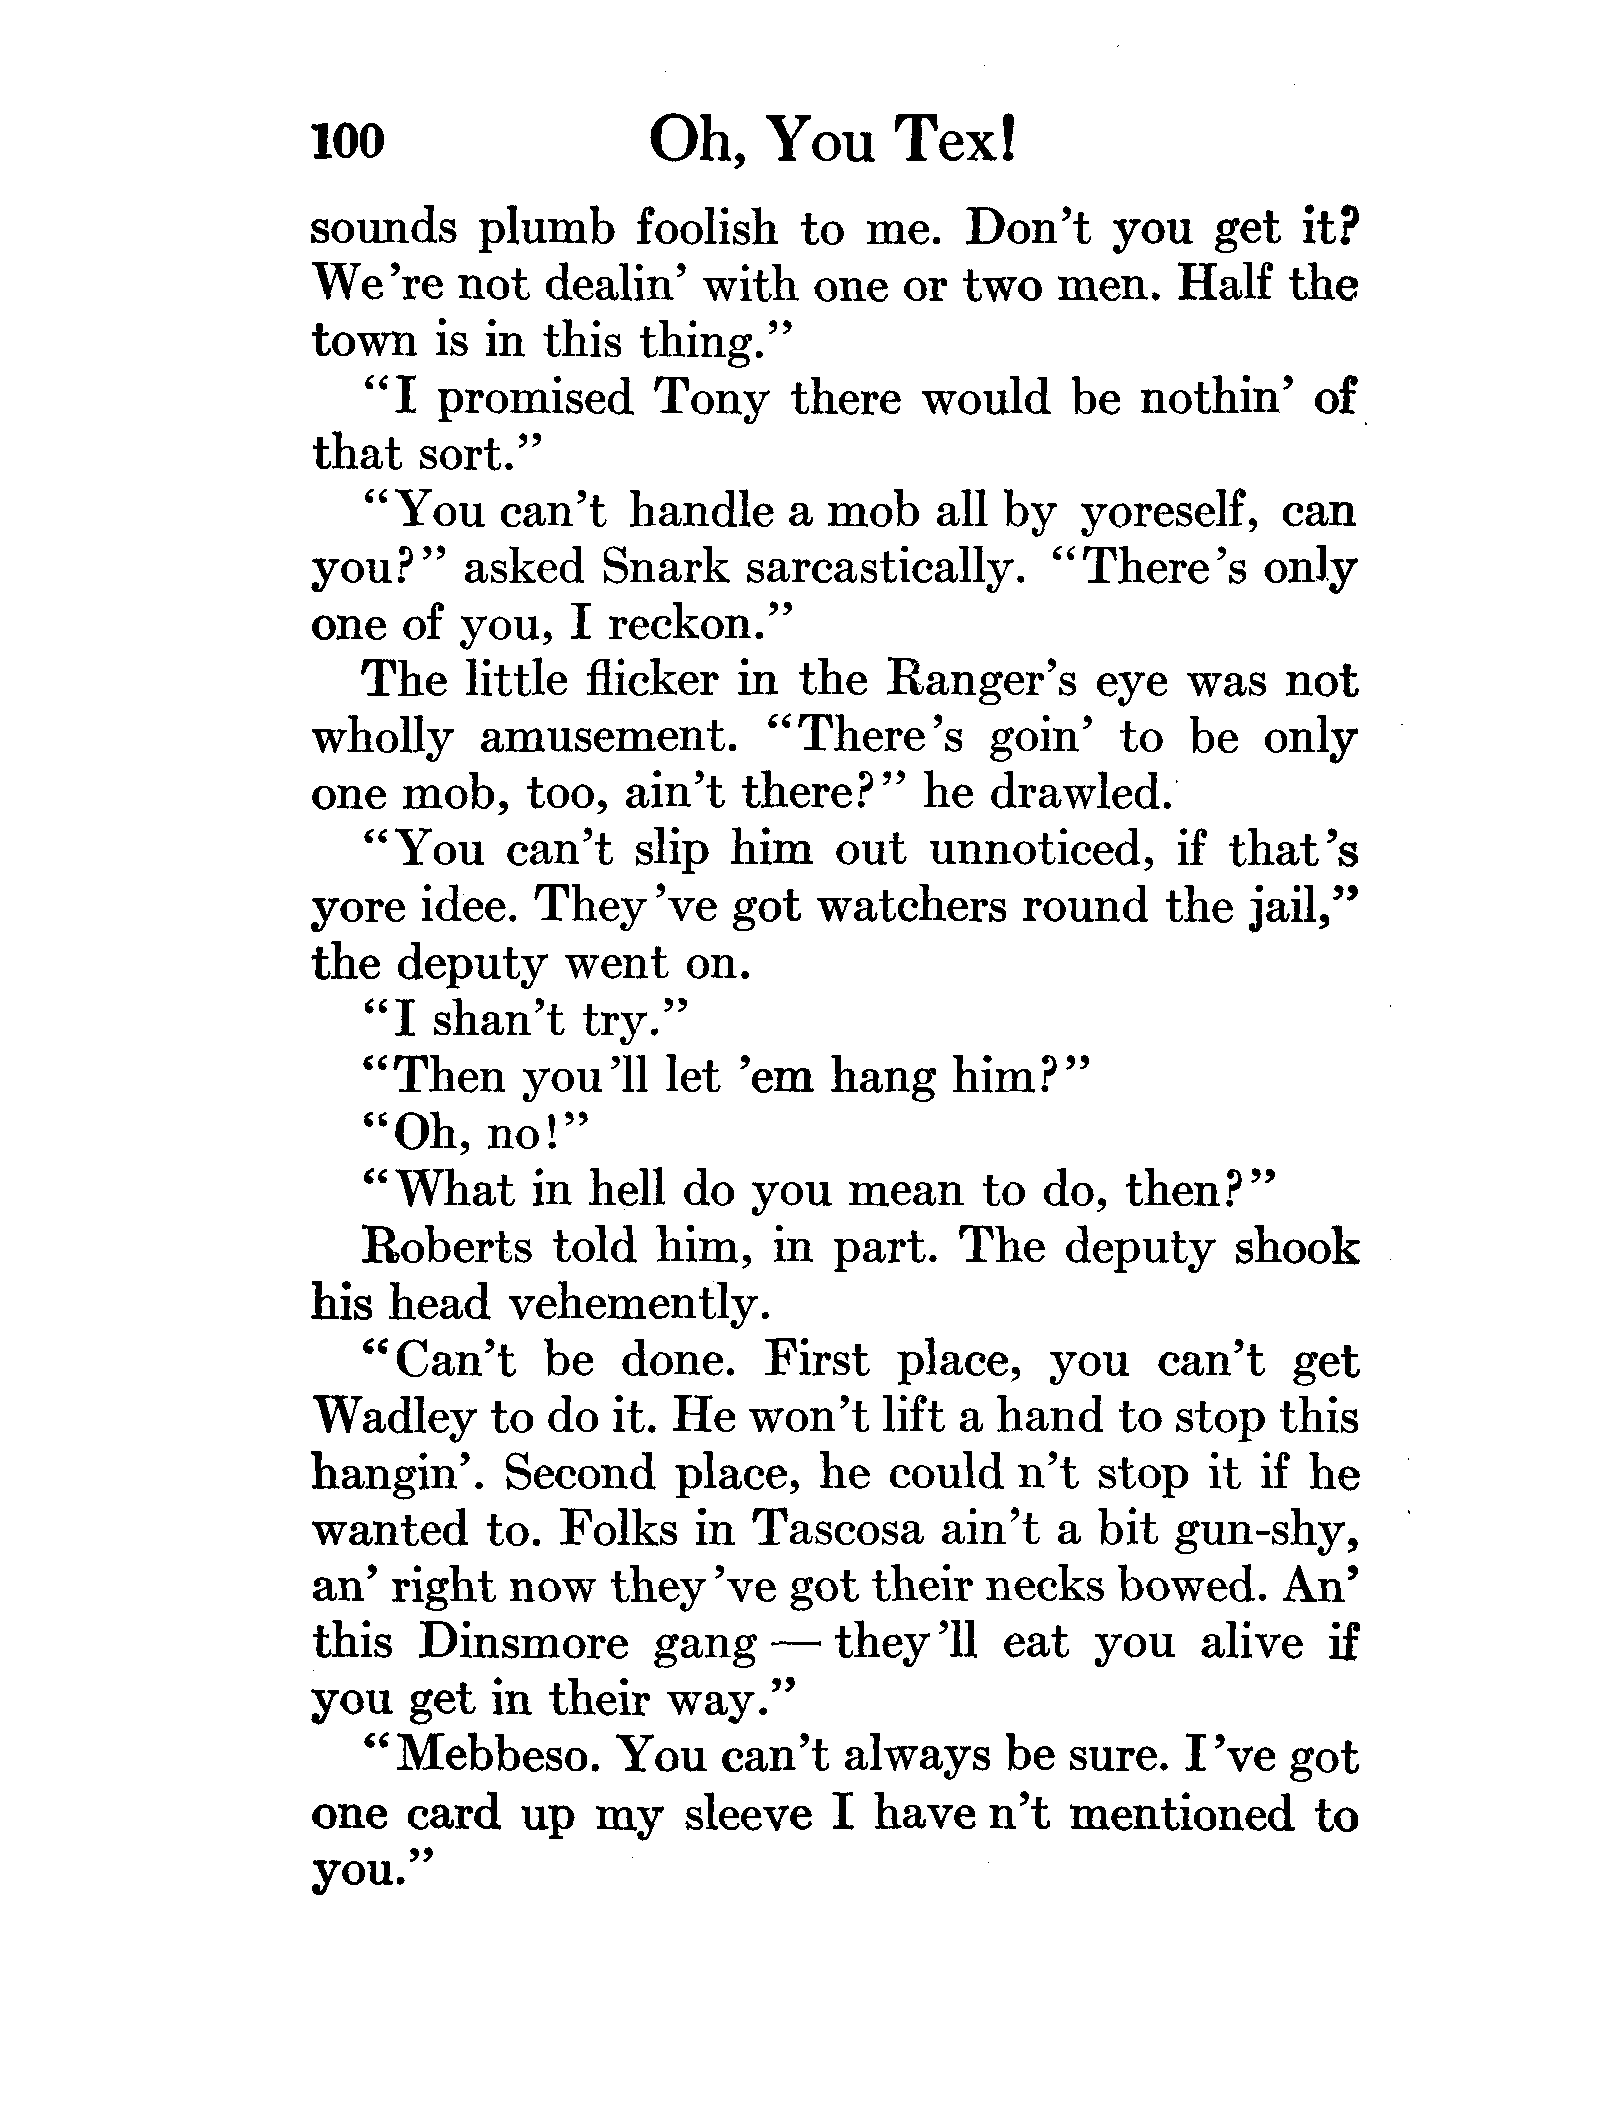 100 Oh, You Tex!
sounds plumb foolish to me. Don't you get it?
We're not dealin' with one or two men. Half the
town is in this thing."
"I promised Tony there would be nothin' of
that sort."
"You can't handle a mob all by yoreself, can
you?" asked Snark sarcastically. "There's only
one of you, I reckon."
The little flicker in the Ranger's eye was not
wholly amusement. "There's goin' to be only
one mob, too, ain't there?" he drawled.
"You can't slip him out unnoticed, if that's
yore idee. They've got watchers round the jail,"
the deputy went on.
"I shan't try."
"Then you'll let 'em hang him?"
"Oh, no!"
"What in hell do you mean to do, then?"
Roberts told him, in part. The deputy shook
his head vehemently.
"Can't be done. First place, you can't get
Wadley to do it. He won't lift a hand to stop this
hangin'. Second place, he could n't stop it if he
wanted to. Folks in Tascosa ain't a bit gun-shy,
an' right now they've got their necks bowed. An'
this Dinsmore gang — they'll eat you alive if
you get in their way."
"Mebbeso. You can't always be sure. I've got
one card up my sleeve I have n't mentioned to
you."